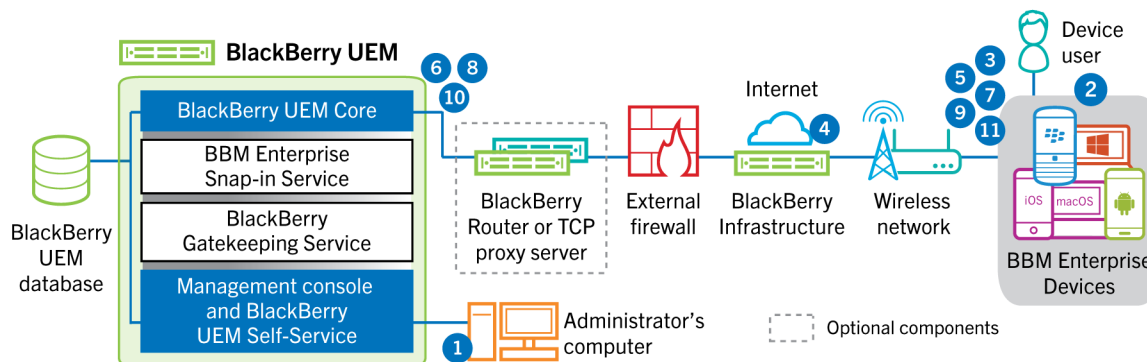 BlackBerry UEM
6 8
10
BlackBerry UEM Core
BBM Enterprise
Snap-in Service
BlackBerry
Gatekeeping Service
Management console
and BlackBerry
UEM Self-Service
BlackBerry
UEM
database
1
Administrator's
computer
BlackBerry
Router or TCP
proxy server
External
firewall
Internet
4
BlackBerry
Infrastructure
Wireless
network
3
5
7
9
11
Device
user
2
iOS
macOS
BBM Enterprise
Devices
Optional components